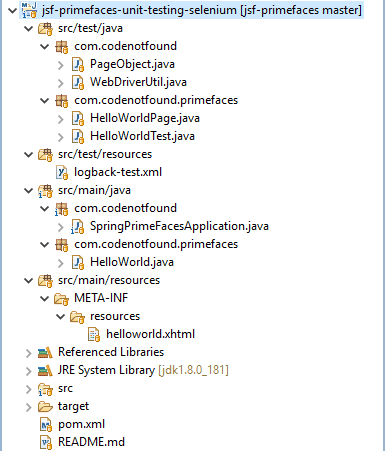 jsf-primefaces-unit-testing-selenium [jsf-primefaces master]
src/test/java
com.codenotfound
PageObject.java
WebDriverUtil.java
com.codenotfound.primefaces
HelloWorldPage.java
HelloWorldTest.java
src/test/resources
logback-test.xml
src/main/java
com.codenotfound
SpringPrimeFacesApplication.java
com.codenotfound.primefaces
HelloWorld.java
src/main/resources
META-INF
resources
helloworld.xhtml
Referenced Libraries
JRE System Library [jdk1.8.0_181]
src
target
pom.xml
README.md